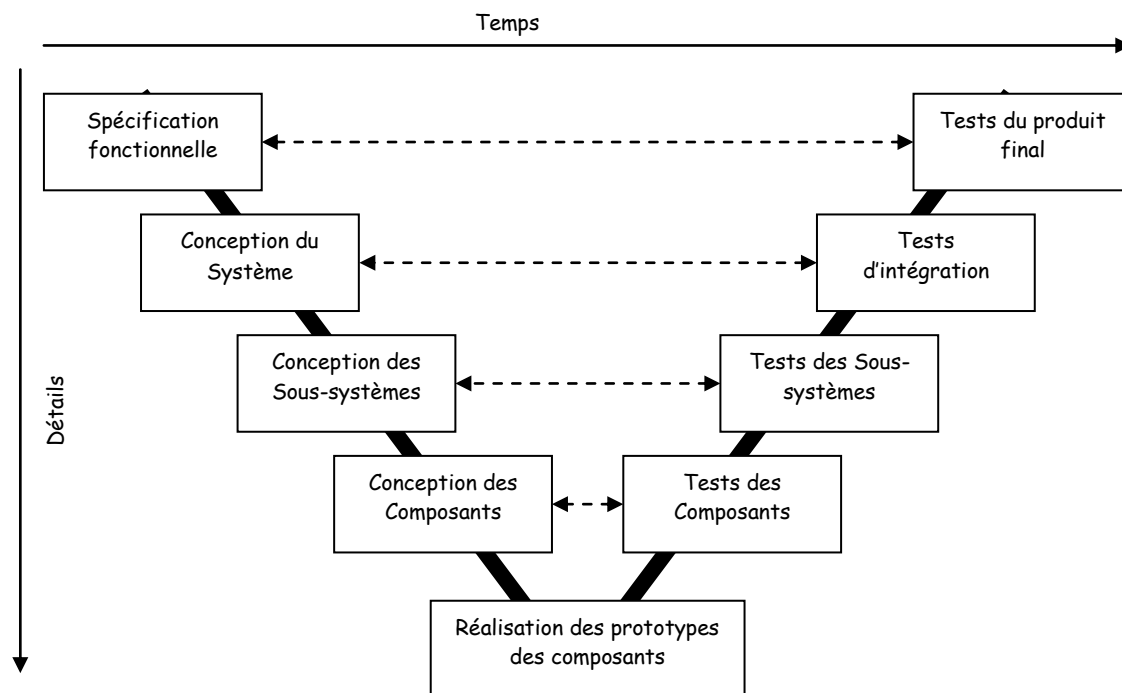 Temps
Spécification
fonctionnelle
Tests du produit
final
Conception du
Système
Tests
d'intégration
Conception des
Sous-systèmes
Tests des Sous-
systèmes
Détails
Conception des
Composants
Tests des
Composants
Réalisation des prototypes
des composants